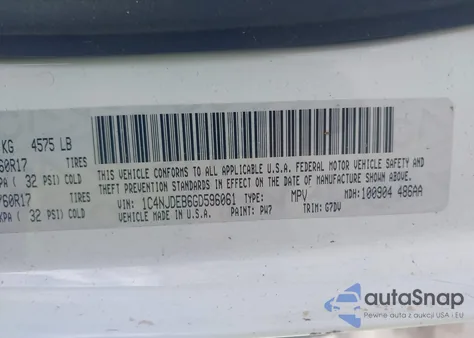 KG 4575 LB
60R17 TIRES
PA ( 32 PSI) COLD
/60R17 TIRES
KPA ( 32 PSI) COLD
THIS VEHICLE CONFORMS TO ALL APPLICABLE U.S.A. FEDERAL MOTOR VEHICLE SAFETY AND
THEFT PREVENTION STANDARDS IN EFFECT ON THE DATE OF MANUFACTURE SHOWN ABOVE.
VIN: 1C4NJDEB6GD596061 TYPE: MPV MDH: 100904 486AA
VEHICLE MADE IN U.S.A. PAINT: PW7 TRIM: G7DV
autoSnap
Pewne auta z aukcji USA i EU